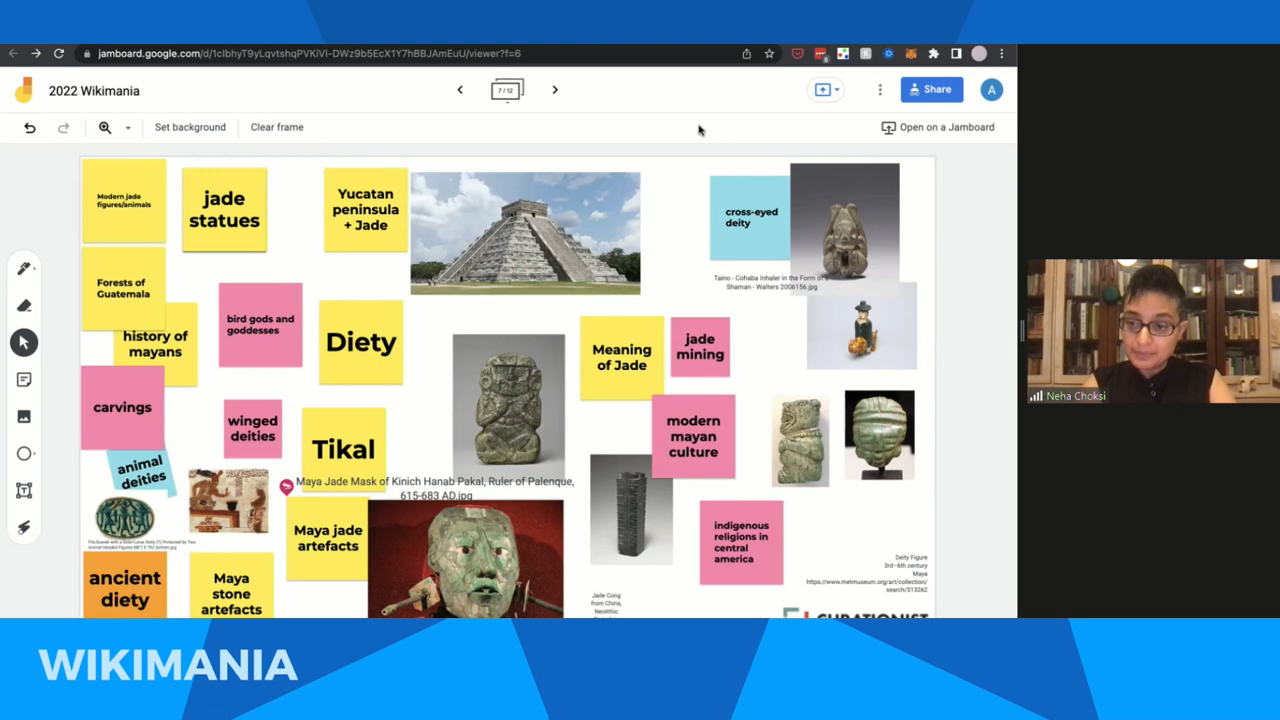 jamboard.google.com/d/1cIbhyT9yLqvtshqPVKiVI-DWz9b5EcX1Y7hBBJAmEuU/viewer?f=6
2022 Wikimania
7 / 12
Share
A
Set background
Clear frame
Open on a Jamboard
Modern jade
figures/animals
jade
statues
Yucatan
peninsula
+ Jade
cross-eyed
deity
Taino - Cohaba Inhaler in the Form of a
Shaman - Walters 2006156.jpg
Forests of
Guatemala
history of
mayans
bird gods and
goddesses
Diety
Meaning
of Jade
jade
mining
carvings
winged
deities
Tikal
modern
mayan
culture
animal
deities
Maya Jade Mask of Kinich Hanab Pakal, Ruler of Palenque,
615-683 AD.jpg
Maya jade
artefacts
indigenous
religions in
central
america
ancient
diety
Maya
stone
artefacts
Jade Cong
from China,
Neolithic
Deity Figure
3rd–6th century
Maya
https://www.metmuseum.org/art/collection/
search/313262
CURATIONIST
Neha Choksi
WIKIMANIA